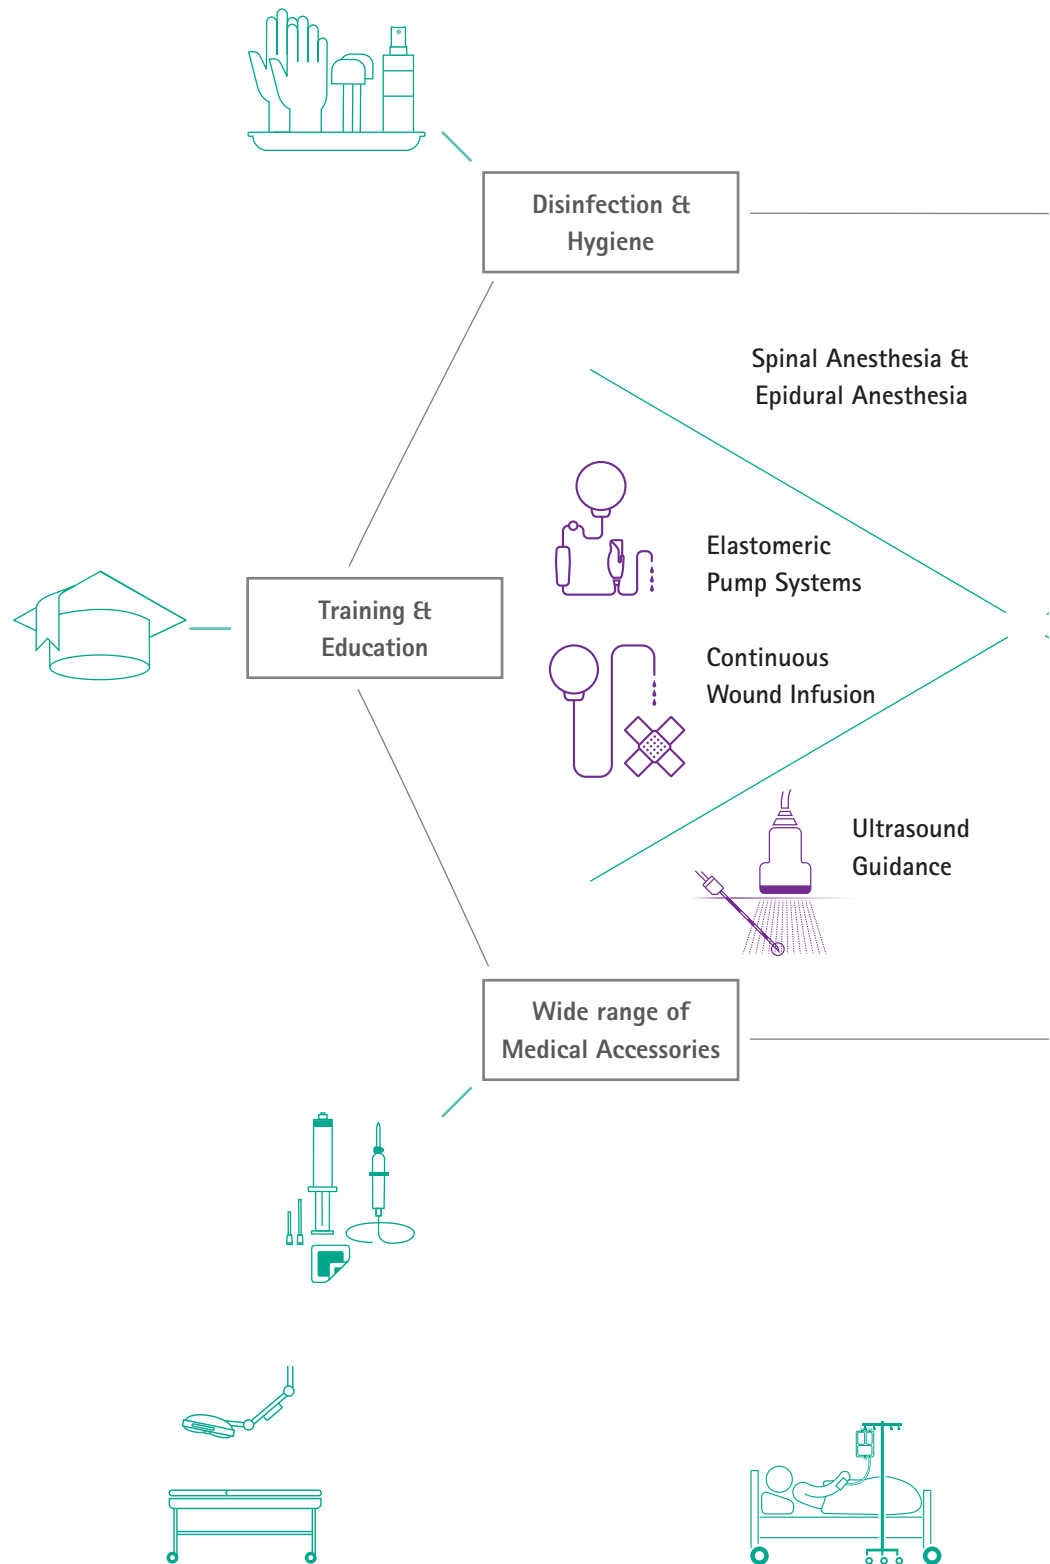 Disinfection &
Hygiene
Spinal Anesthesia &
Epidural Anesthesia
Elastomeric
Pump Systems
Training &
Education
Continuous
Wound Infusion
Ultrasound
Guidance
Wide range of
Medical Accessories